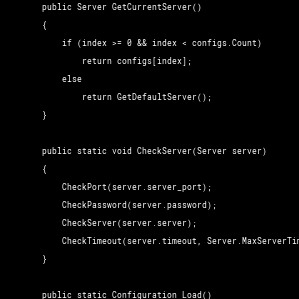 public Server GetCurrentServer()
{
if (index >= 0 && index < configs.Count)
return configs[index];
else
return GetDefaultServer();
}
public static void CheckServer(Server server)
{
CheckPort(server.server_port);
CheckPassword(server.password);
CheckServer(server.server);
CheckTimeout(server.timeout, Server.MaxServerTim
}
public static Configuration Load()